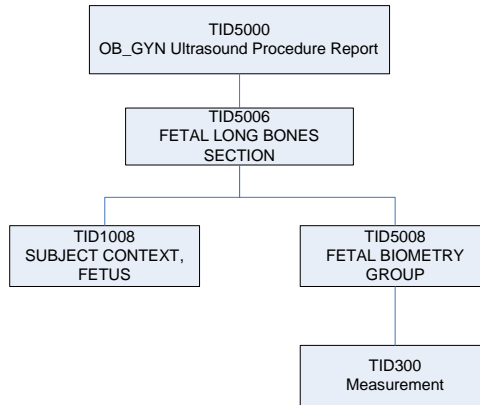 TID5000
OB_GYN Ultrasound Procedure Report
TID5006
FETAL LONG BONES
SECTION
TID1008
SUBJECT CONTEXT,
FETUS
TID5008
FETAL BIOMETRY
GROUP
TID300
Measurement